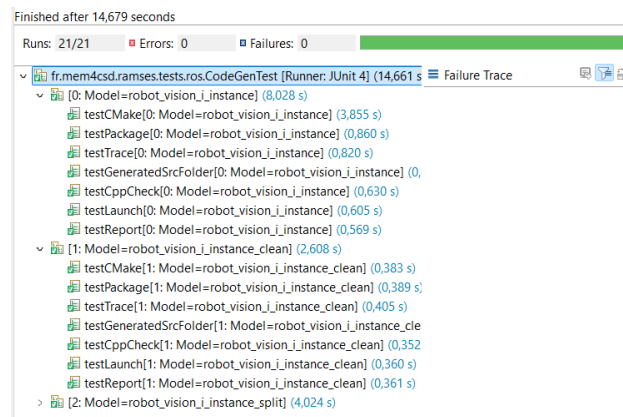 Finished after 14,679 seconds
Runs: 21/21 Errors: 0 Failures: 0
fr.mem4csd.ramses.tests.ros.CodeGenTest [Runner: JUnit 4] (14,661 s Failure Trace
[0: Model=robot_vision_i_instance] (8,028 s)
testCMake[0: Model=robot_vision_i_instance] (3,855 s)
testPackage[0: Model=robot_vision_i_instance] (0,860 s)
testTrace[0: Model=robot_vision_i_instance] (0,820 s)
testGeneratedSrcFolder[0: Model=robot_vision_i_instance] (0,
testCppCheck[0: Model=robot_vision_i_instance] (0,630 s)
testLaunch[0: Model=robot_vision_i_instance] (0,605 s)
testReport[0: Model=robot_vision_i_instance] (0,569 s)
[1: Model=robot_vision_i_instance_clean] (2,608 s)
testCMake[1: Model=robot_vision_i_instance_clean] (0,383 s)
testPackage[1: Model=robot_vision_i_instance_clean] (0,389 s)
testTrace[1: Model=robot_vision_i_instance_clean] (0,405 s)
testGeneratedSrcFolder[1: Model=robot_vision_i_instance_cle
testCppCheck[1: Model=robot_vision_i_instance_clean] (0,352
testLaunch[1: Model=robot_vision_i_instance_clean] (0,360 s)
testReport[1: Model=robot_vision_i_instance_clean] (0,361 s)
[2: Model=robot_vision_i_instance_split] (4,024 s)